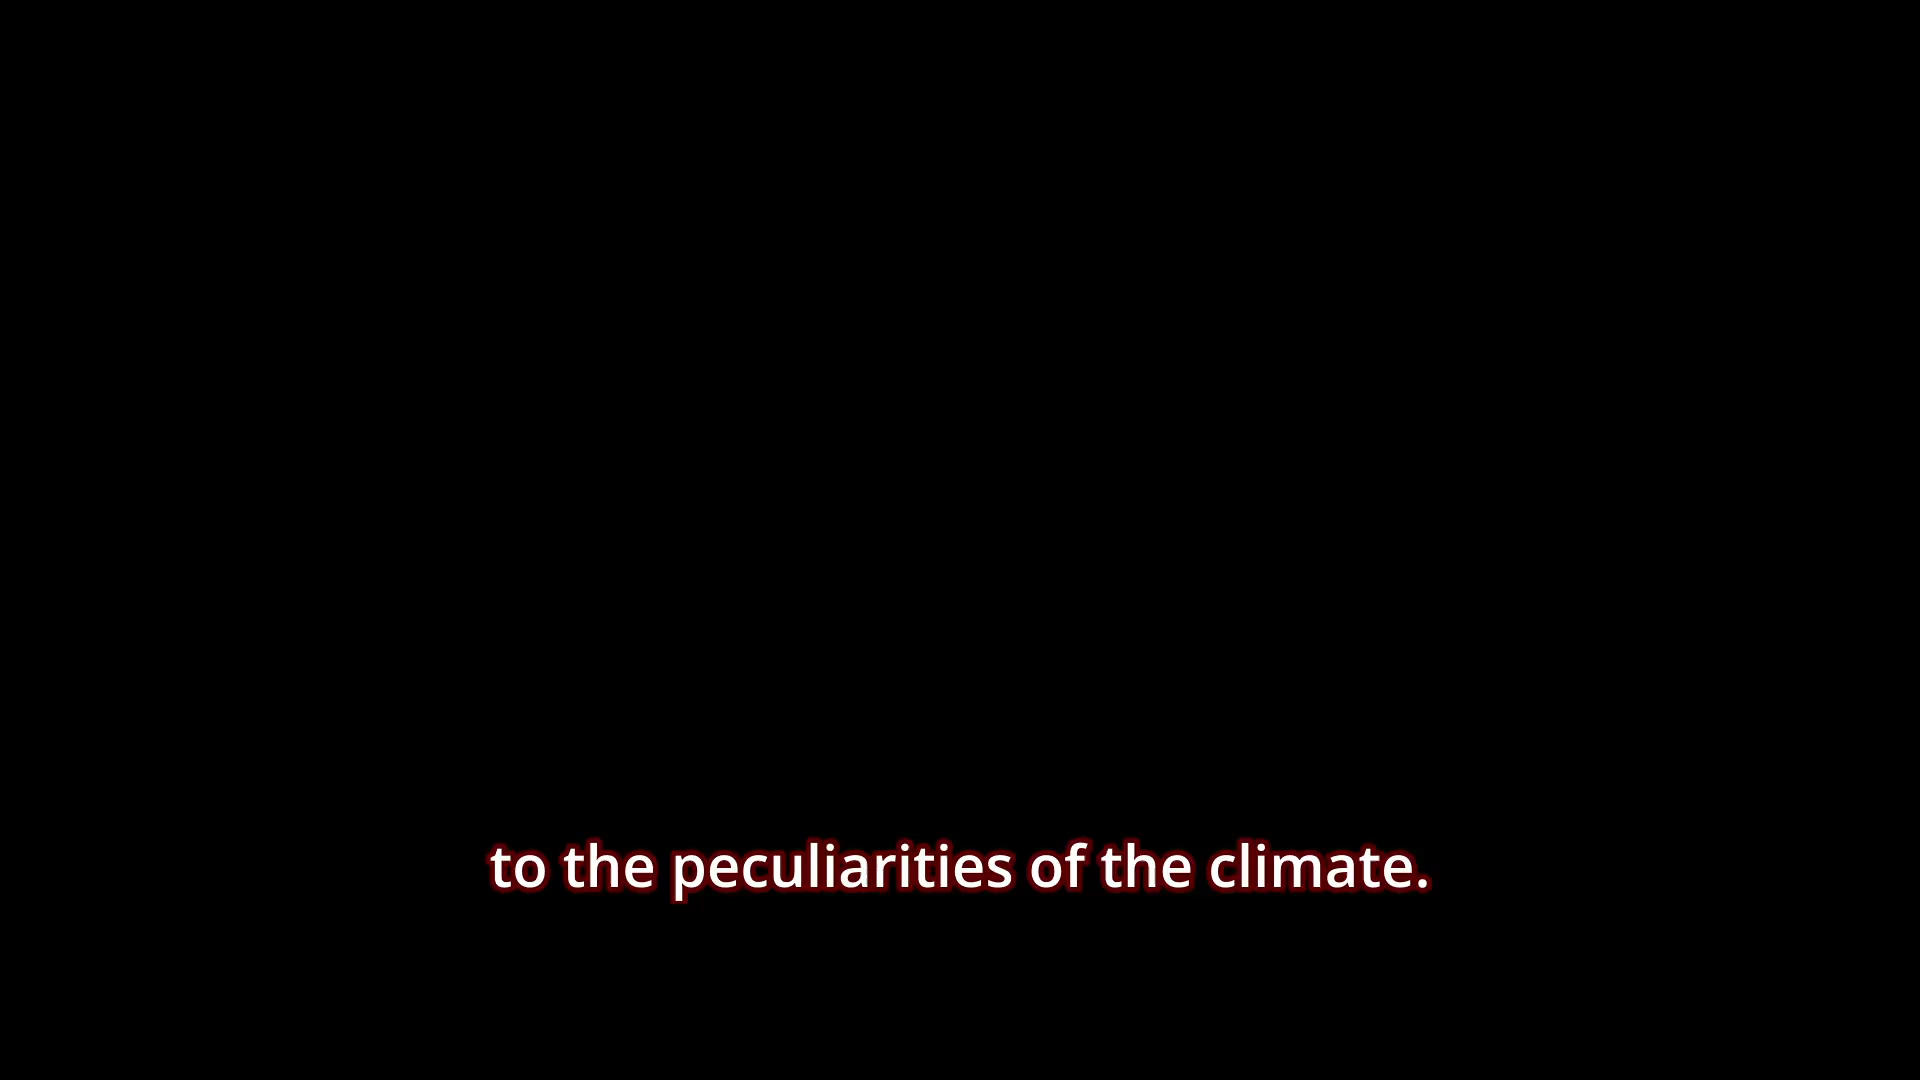 to the peculiarities of the climate.